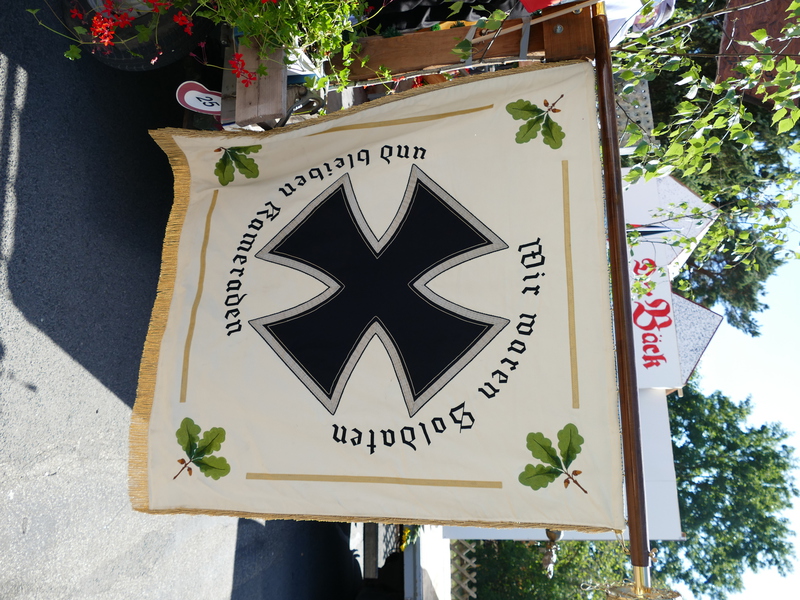 Wir waren Soldaten
und bleiben Kameraden
Bäck
25